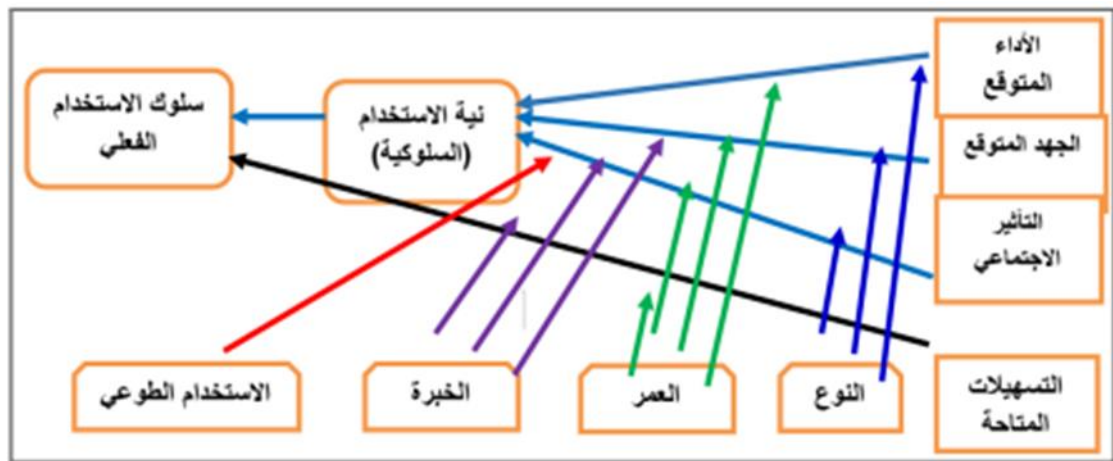 الأداء
المتوقع
الجهد المتوقع
التأثير
الاجتماعي
التسهيلات
المتاحة
نية الاستخدام
(السلوكية)
سلوك الاستخدام
الفعلي
النوع
العمر
الخبرة
الاستخدام الطوعي